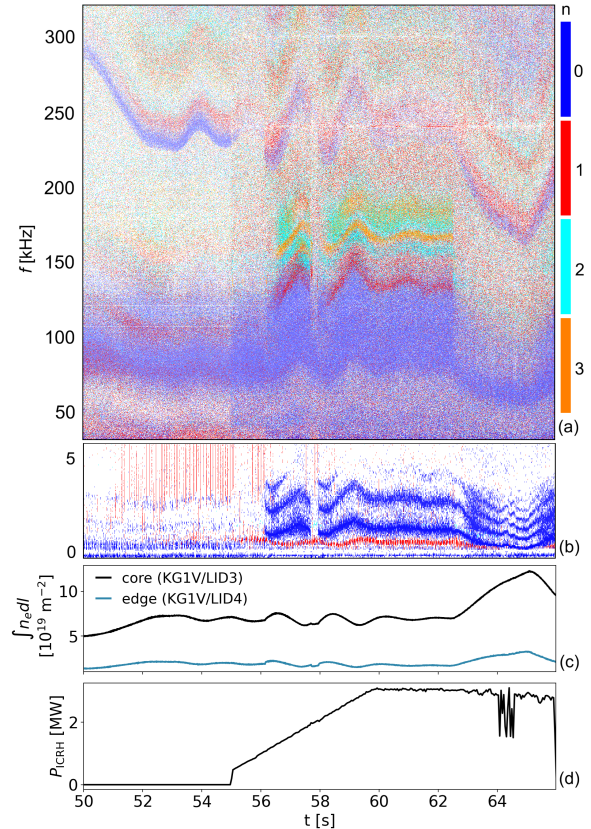 n
300
250
200
150
100
50
f [kHz]
0
1
2
3
(a)
5
0
(b)
∫ nₑdl
[10¹⁹ m⁻²]
10
5
core (KG1V/LID3)
edge (KG1V/LID4)
(c)
P_ICRH [MW]
2
0
(d)
50 52 54 56 58 60 62 64
t [s]